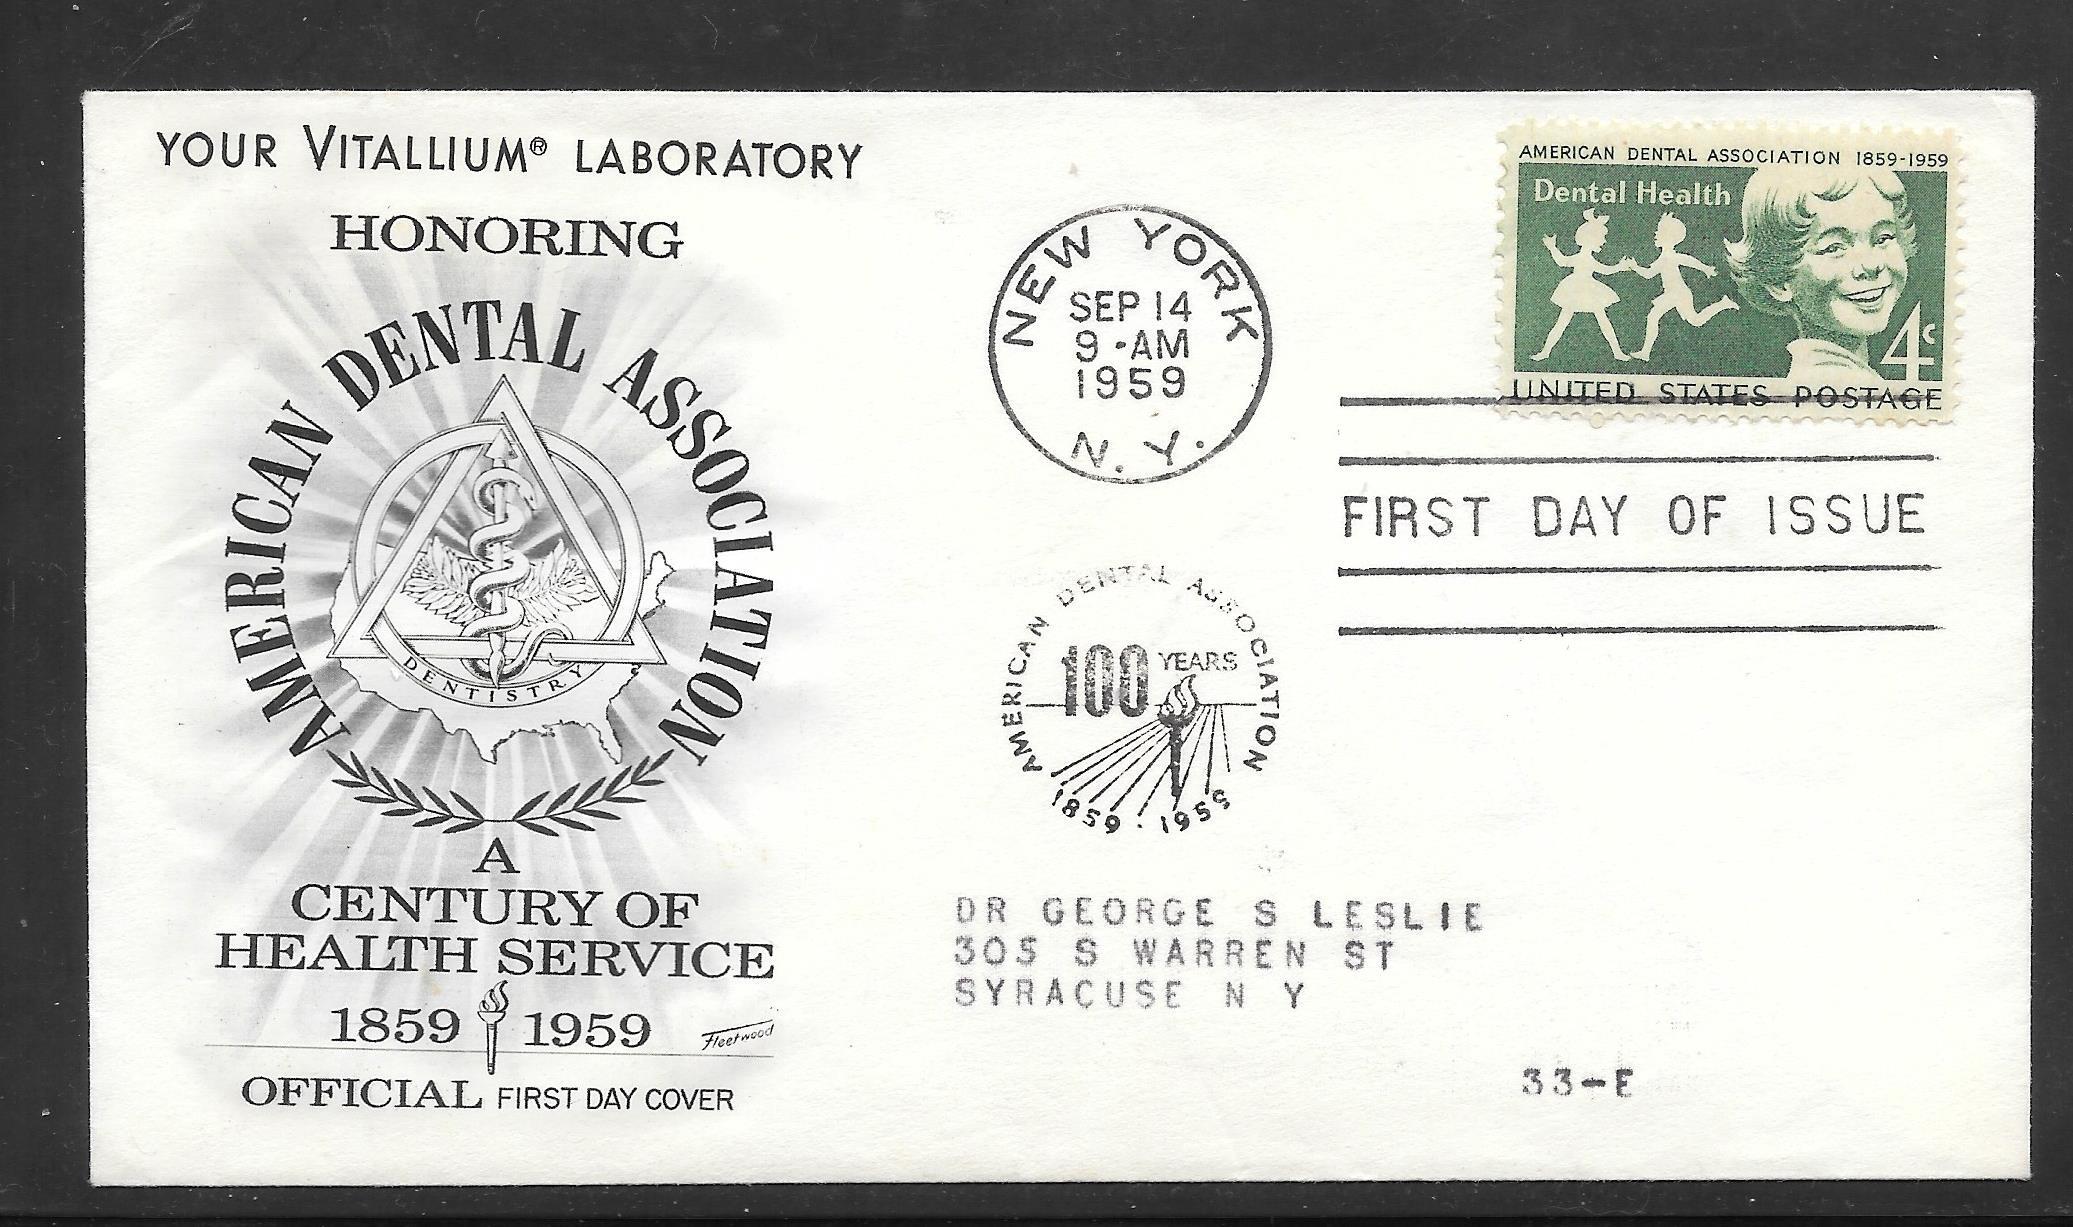 YOUR VITALLIUM® LABORATORY
HONORING
AMERICAN DENTAL ASSOCIATION
DENTISTRY
A
CENTURY OF
HEALTH SERVICE
1859 1959
Fleetwood
OFFICIAL FIRST DAY COVER
NEW YORK
SEP 14
9-AM
1959
N. Y.
AMERICAN DENTAL ASSOCIATION 1859-1959
Dental Health
4c
UNITED STATES POSTAGE
FIRST DAY OF ISSUE
AMERICAN DENTAL ASSOCIATION
100 YEARS
1859 · 1959
DR GEORGE S LESLIE
305 S WARREN ST
SYRACUSE N Y
33-E